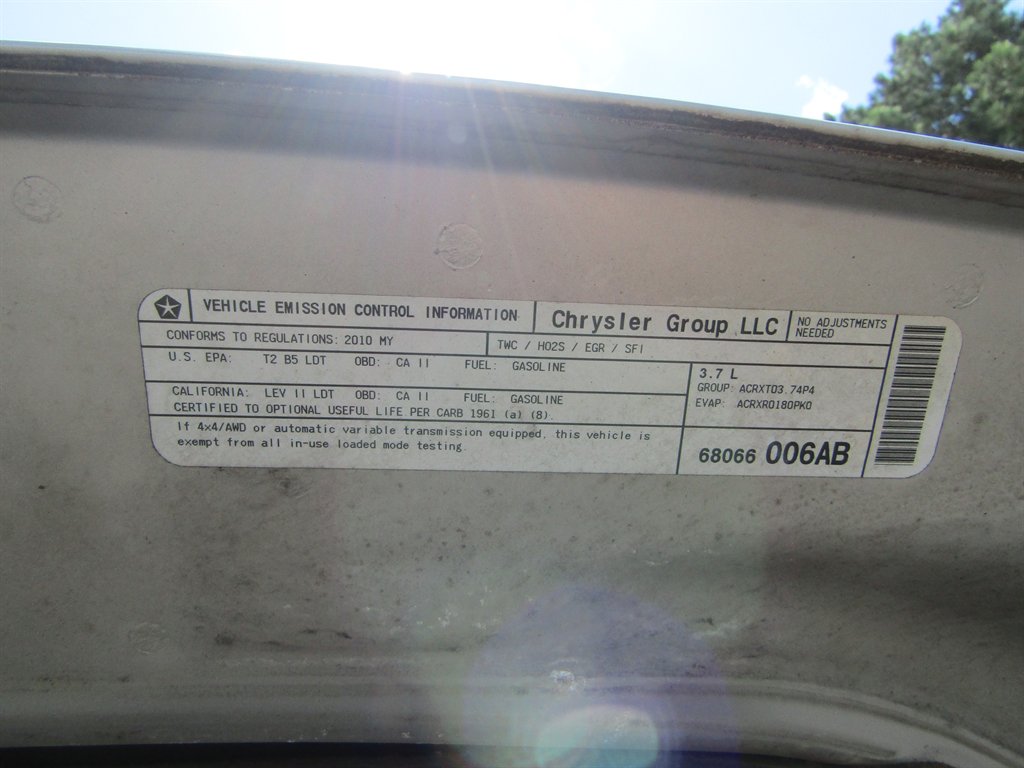 VEHICLE EMISSION CONTROL INFORMATION
Chrysler Group LLC
NO ADJUSTMENTS
NEEDED
CONFORMS TO REGULATIONS: 2010 MY
TWC / HO2S / EGR / SFI
U.S. EPA: T2 B5 LDT OBD: CA II FUEL: GASOLINE
CALIFORNIA: LEV II LDT OBD: CA II FUEL: GASOLINE
CERTIFIED TO OPTIONAL USEFUL LIFE PER CARB 1961 (a) (8).
3.7 L
GROUP: ACRXT03.74P4
EVAP: ACRXR0180PK0
If 4x4/AWD or automatic variable transmission equipped, this vehicle is
exempt from all in-use loaded mode testing.
68066 006AB